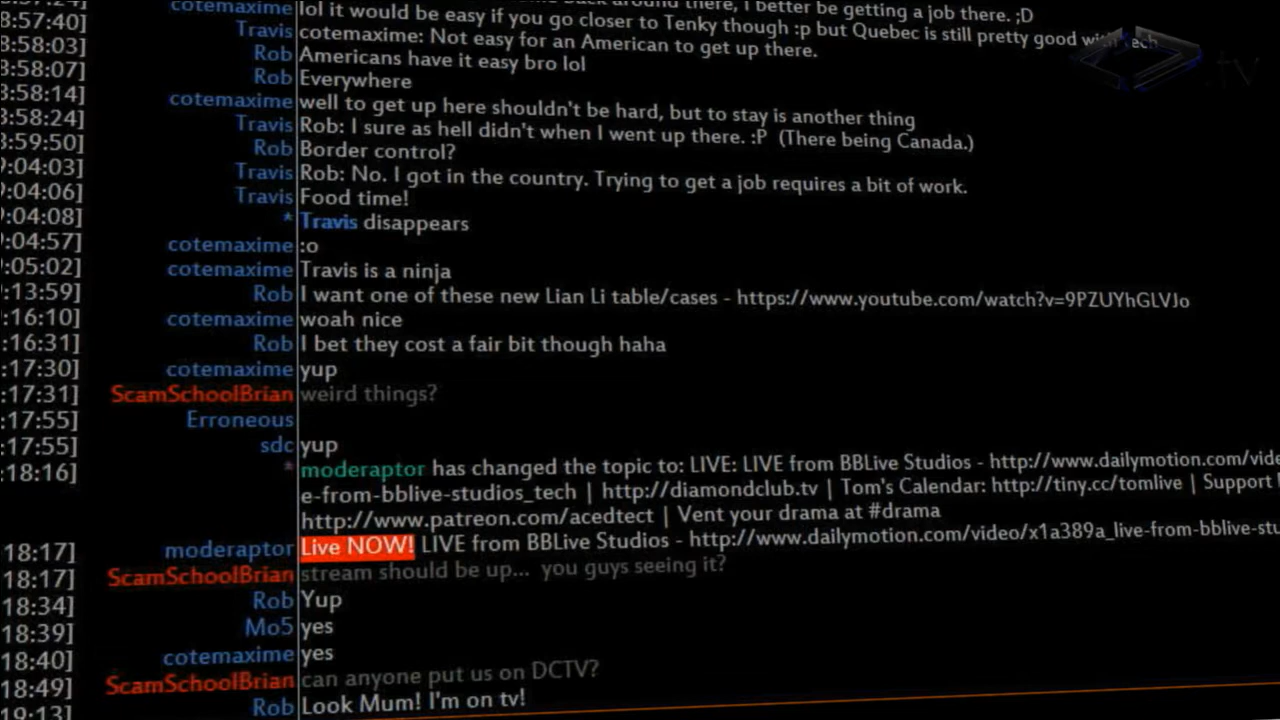 cotemaxime lol it would be easy if you go closer to Tenky though :p but Quebec is still pretty good with tech
8:57:40] Travis cotemaxime: Not easy for an American to get up there.
8:58:03] Rob Americans have it easy bro lol
8:58:07] Rob Everywhere
8:58:14] cotemaxime well to get up here shouldn't be hard, but to stay is another thing
8:58:24] Travis Rob: I sure as hell didn't when I went up there. :P (There being Canada.)
8:59:50] Rob Border control?
9:04:03] Travis Rob: No. I got in the country. Trying to get a job requires a bit of work.
9:04:06] Travis Food time!
9:04:08] * Travis disappears
:04:57] cotemaxime :o
:05:02] cotemaxime Travis is a ninja
:13:59] Rob I want one of these new Lian Li table/cases - https://www.youtube.com/watch?v=9PZUYhGLVJo
:16:10] cotemaxime woah nice
:16:31] Rob I bet they cost a fair bit though haha
:17:30] cotemaxime yup
:17:31] ScamSchoolBrian weird things?
:17:55] Erroneous
:17:55] sdc yup
:18:16] * moderaptor has changed the topic to: LIVE: LIVE from BBLive Studios - http://www.dailymotion.com/vide
e-from-bblive-studios_tech | http://diamondclub.tv | Tom's Calendar: http://tiny.cc/tomlive | Support
http://www.patreon.com/acedtect | Vent your drama at #drama
18:17] moderaptor Live NOW! LIVE from BBLive Studios - http://www.dailymotion.com/video/x1a389a_live-from-bblive-stu
18:17] ScamSchoolBrian stream should be up... you guys seeing it?
18:34] Rob Yup
18:39] Mo5 yes
18:40] cotemaxime yes
18:49] ScamSchoolBrian can anyone put us on DCTV?
19:13] Rob Look Mum! I'm on tv!
.tv